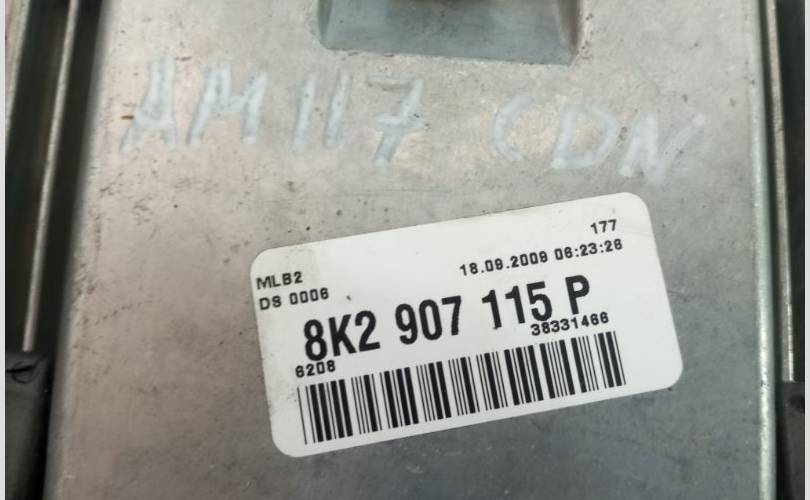 AM117 CDN
177
MLB2 18.09.2009 06:23:26
DS 0006
8K2 907 115 P
6208 38331466